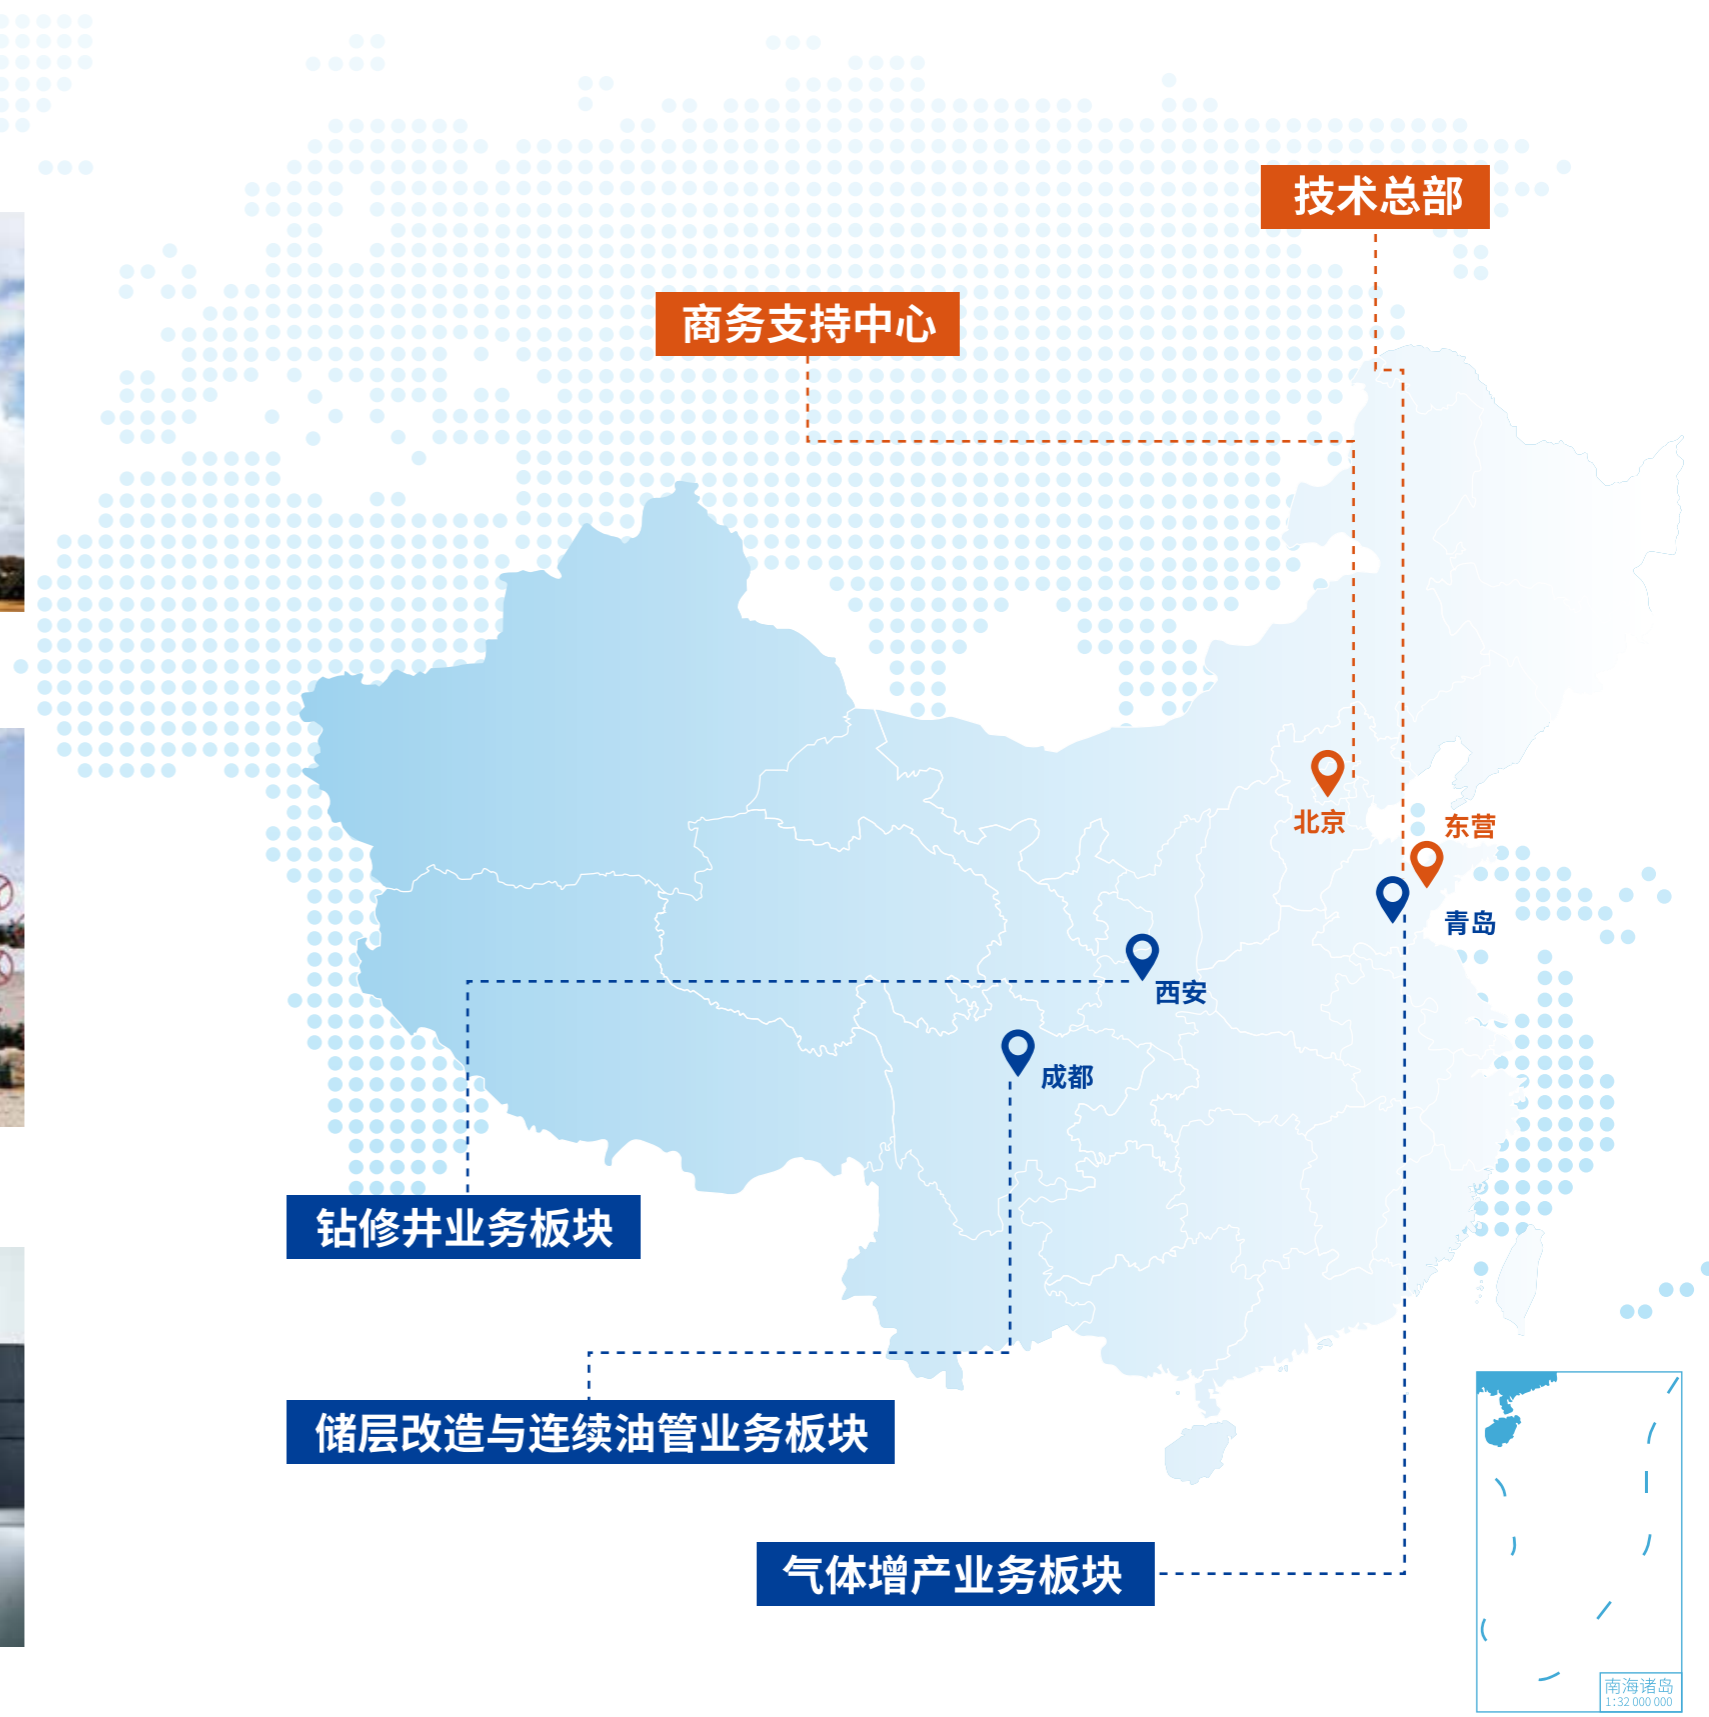 技术总部
商务支持中心
北京
东营
青岛
西安
成都
钻修井业务板块
储层改造与连续油管业务板块
气体增产业务板块
南海诸岛
1:32 000 000